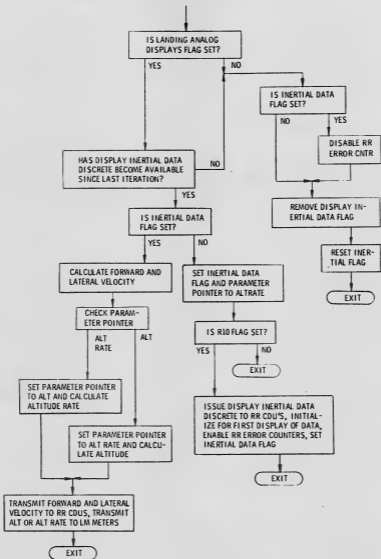 IS LANDING ANALOG
DISPLAYS FLAG SET?
YES
NO
IS INERTIAL DATA
FLAG SET?
NO
YES
DISABLE RR
ERROR CNTR
HAS DISPLAY INERTIAL DATA
DISCRETE BECOME AVAILABLE
SINCE LAST ITERATION?
NO
YES
REMOVE DISPLAY IN-
ERTIAL DATA FLAG
RESET INER-
TIAL FLAG
EXIT
IS INERTIAL DATA
FLAG SET?
YES
NO
CALCULATE FORWARD AND
LATERAL VELOCITY
SET INERTIAL DATA
FLAG AND PARAMETER
POINTER TO ALTRATE
CHECK PARAM-
ETER POINTER
ALT
RATE
ALT
IS R10 FLAG SET?
YES
NO
EXIT
SET PARAMETER POINTER
TO ALT AND CALCULATE
ALTITUDE RATE
SET PARAMETER POINTER
TO ALT RATE AND CALCU-
LATE ALTITUDE
ISSUE DISPLAY INERTIAL DATA
DISCRETE TO RR CDU'S, INITIAL-
IZE FOR FIRST DISPLAY OF DATA,
ENABLE RR ERROR COUNTERS, SET
INERTIAL DATA FLAG
EXIT
TRANSMIT FORWARD AND LATERAL
VELOCITY TO RR CDUS, TRANSMIT
ALT OR ALT RATE TO LM METERS
EXIT